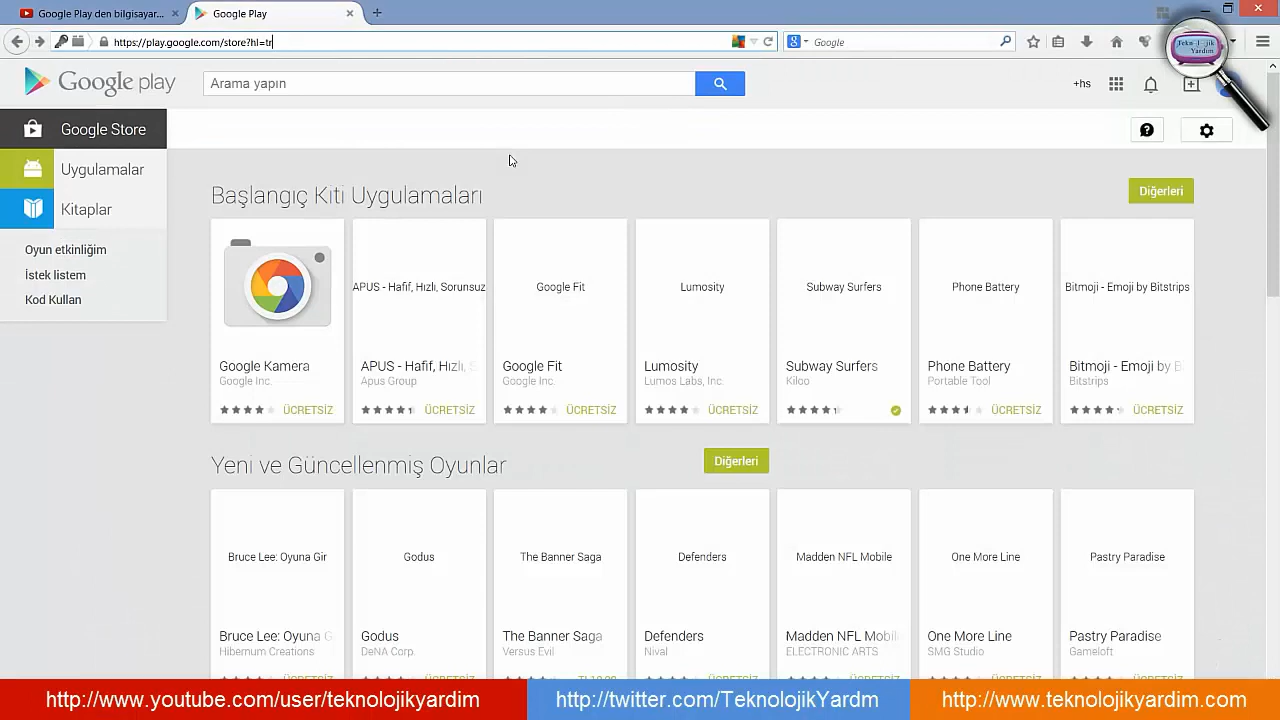 Google Play den bilgisayar...
Google Play
https://play.google.com/store?hl=tr
Google
Google play
Arama yapın
+hs
Google Store
Uygulamalar
Kitaplar
Oyun etkinliğim
İstek listem
Kod Kullan
Başlangıç Kiti Uygulamaları
Diğerleri
APUS - Hafif, Hızlı, Sorunsuz
Google Fit
Lumosity
Subway Surfers
Phone Battery
Bitmoji - Emoji by Bitstrips
Google Kamera
Google Inc.
ÜCRETSİZ
APUS - Hafif, Hızlı, S
Apus Group
ÜCRETSİZ
Google Fit
Google Inc.
ÜCRETSİZ
Lumosity
Lumos Labs, Inc.
ÜCRETSİZ
Subway Surfers
Kiloo
Phone Battery
Portable Tool
ÜCRETSİZ
Bitmoji - Emoji by B
Bitstrips
ÜCRETSİZ
Yeni ve Güncellenmiş Oyunlar
Diğerleri
Bruce Lee: Oyuna Gir
Godus
The Banner Saga
Defenders
Madden NFL Mobile
One More Line
Pastry Paradise
Bruce Lee: Oyuna G
Hibernum Creations
Godus
DeNA Corp.
The Banner Saga
Versus Evil
Defenders
Nival
Madden NFL Mobil
ELECTRONIC ARTS
One More Line
SMG Studio
Pastry Paradise
Gameloft
http://www.youtube.com/user/teknolojikyardim
http://twitter.com/TeknolojikYardm
http://www.teknolojikyardim.com